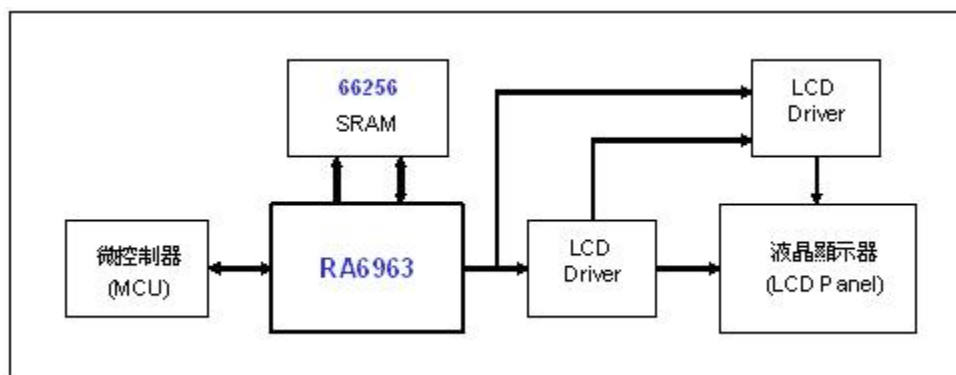 66256
SRAM
LCD
Driver
微控制器
(MCU)
RA6963
LCD
Driver
液晶顯示器
(LCD Panel)